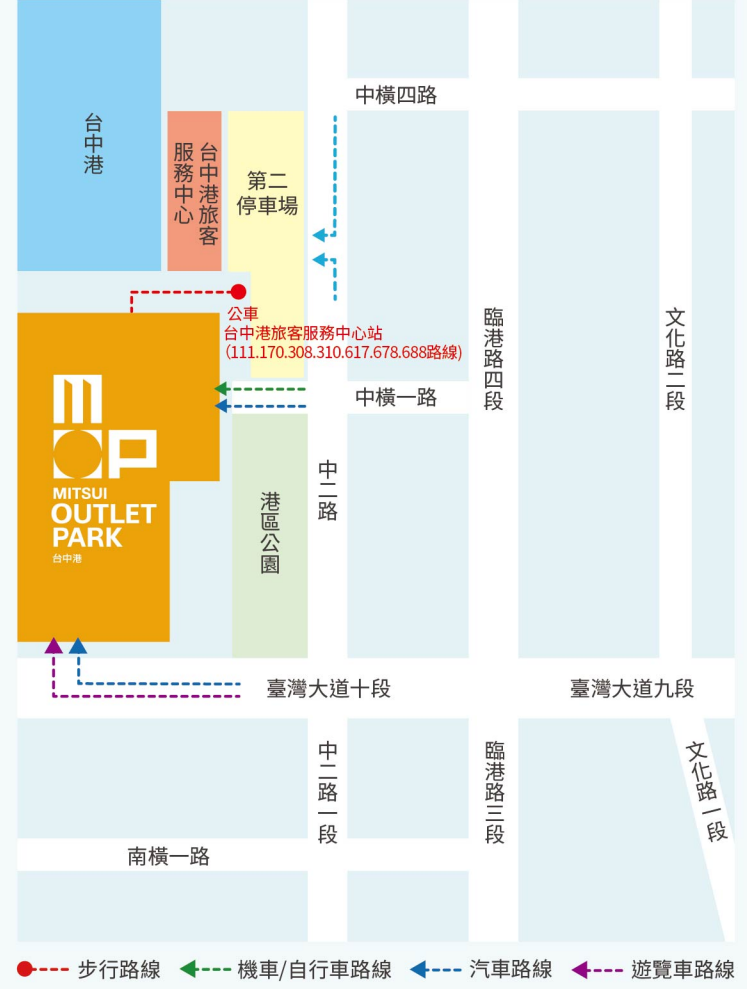 中橫四路
台中港
台中港旅客
服務中心
第二
停車場
公車
台中港旅客服務中心站
(111.170.308.310.617.678.688路線)
臨港路四段
文化路二段
中橫一路
MOP
MITSUI
OUTLET
PARK
台中港
中二路
港區公園
臺灣大道十段
臺灣大道九段
中二路一段
臨港路三段
文化路一段
南橫一路
步行路線
機車/自行車路線
汽車路線
遊覽車路線